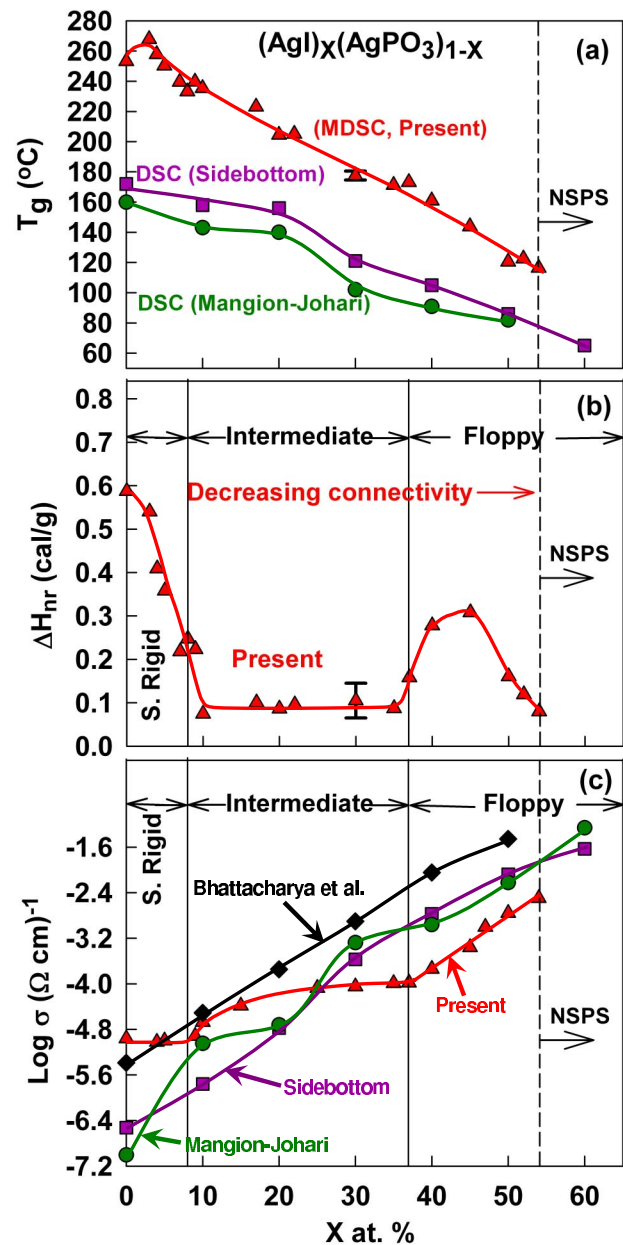 (AgI)X(AgPO3)1-X
(a)
280
260
240
220
200
180
160
140
120
100
80
60
Tg (oC)
(MDSC, Present)
DSC (Sidebottom)
DSC (Mangion-Johari)
NSPS
(b)
0.8
0.7
0.6
0.5
0.4
0.3
0.2
0.1
0.0
ΔHnr (cal/g)
Intermediate
Floppy
Decreasing connectivity
S. Rigid
Present
NSPS
(c)
Intermediate
Floppy
S. Rigid
-1.6
-2.4
-3.2
-4.0
-4.8
-5.6
-6.4
-7.2
Log σ (Ω cm)-1
Bhattacharya et al.
Present
Sidebottom
Mangion-Johari
NSPS
0 10 20 30 40 50 60
X at. %